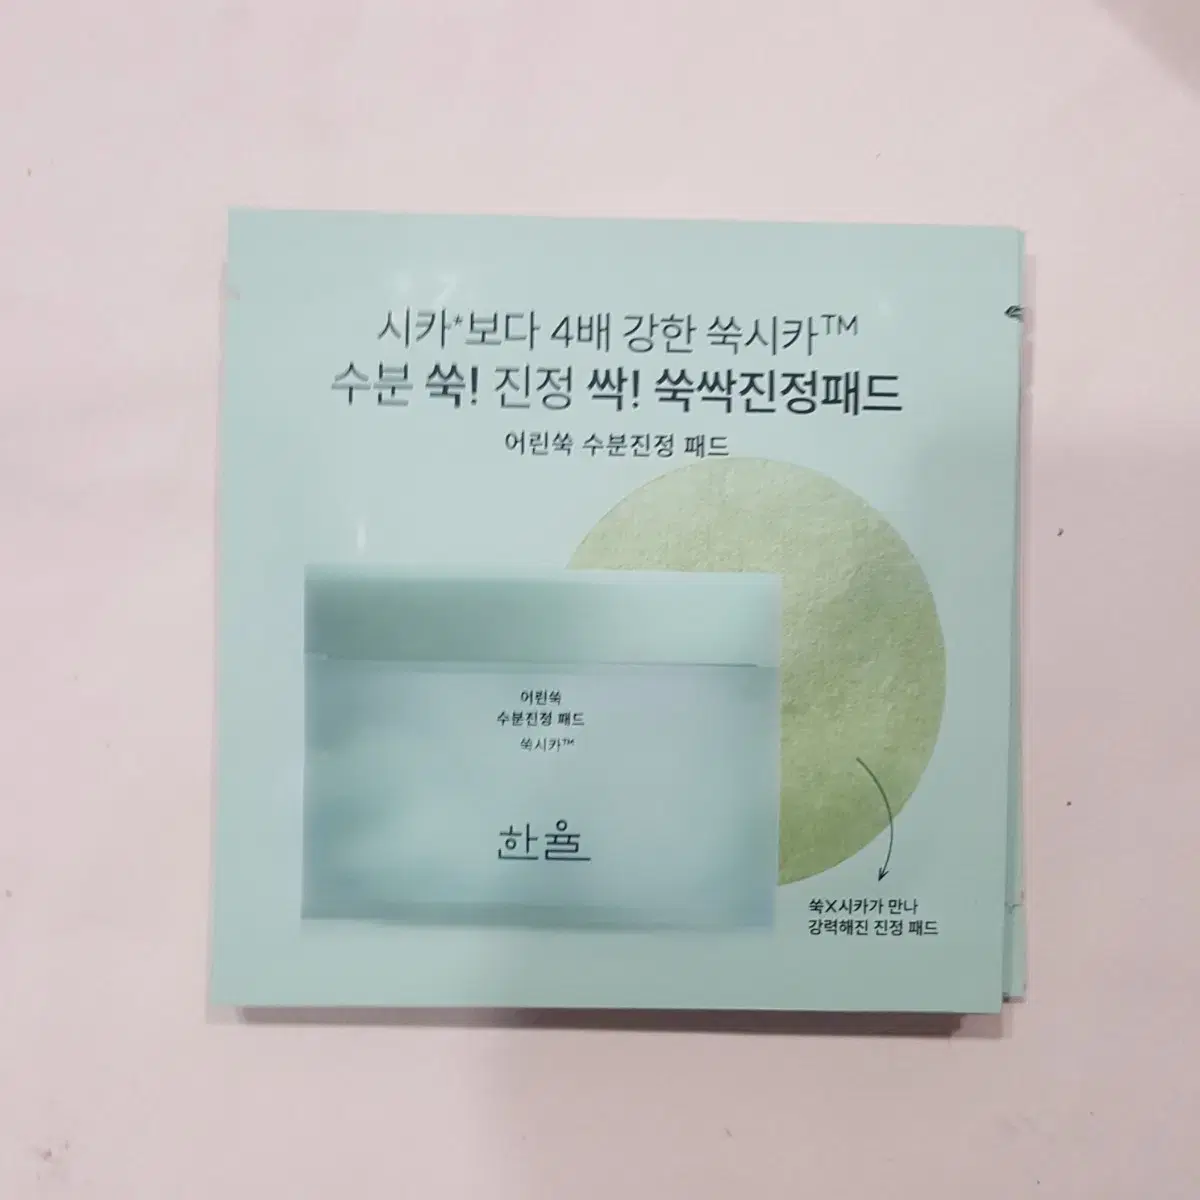 시카*보다 4배 강한 쑥시카™
수분 쑥! 진정 싹! 쑥싹진정패드
어린쑥 수분진정 패드
어린쑥
수분진정 패드
쑥시카™
한율
쑥X시카가 만나
강력해진 진정 패드